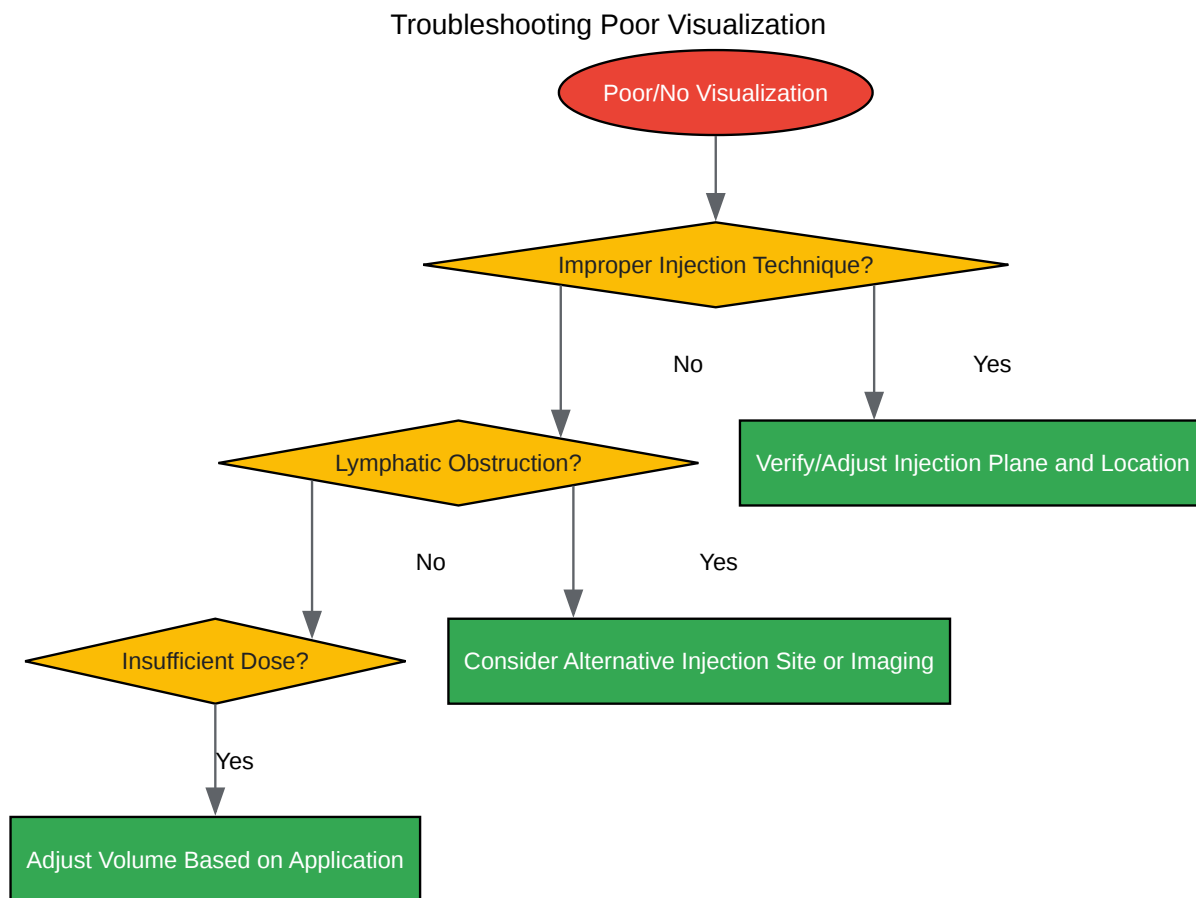 Troubleshooting Poor Visualization
Poor/No Visualization
Improper Injection Technique?
No
Yes
Lymphatic Obstruction?
Verify/Adjust Injection Plane and Location
No
Yes
Insufficient Dose?
Consider Alternative Injection Site or Imaging
Yes
Adjust Volume Based on Application